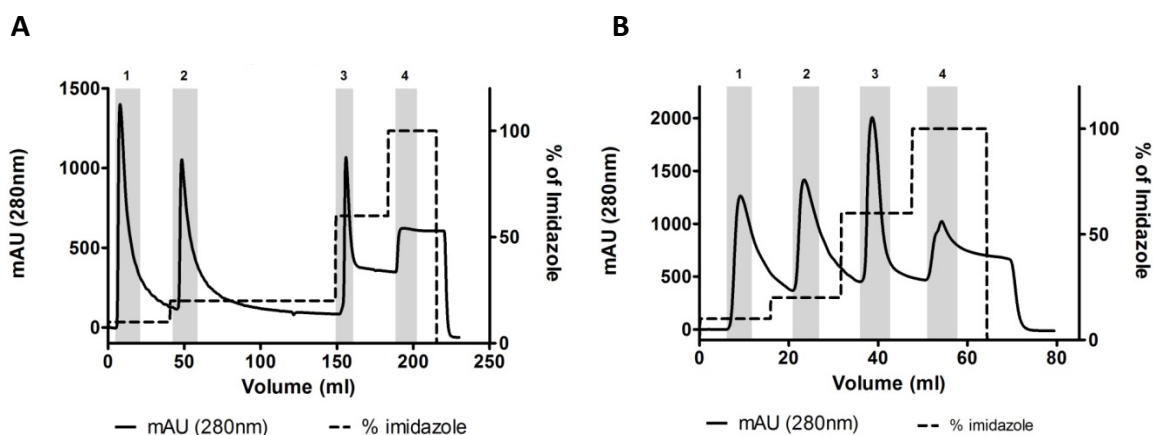 A
1 2 3 4
1500
1000
500
0
100
50
0
mAU (280nm)
% of Imidazole
0 50 100 150 200 250
Volume (ml)
mAU (280nm) % imidazole
B
1 2 3 4
2000
1500
1000
500
0
100
50
0
mAU (280nm)
% of Imidazole
0 20 40 60 80
Volume (ml)
mAU (280nm) % imidazole